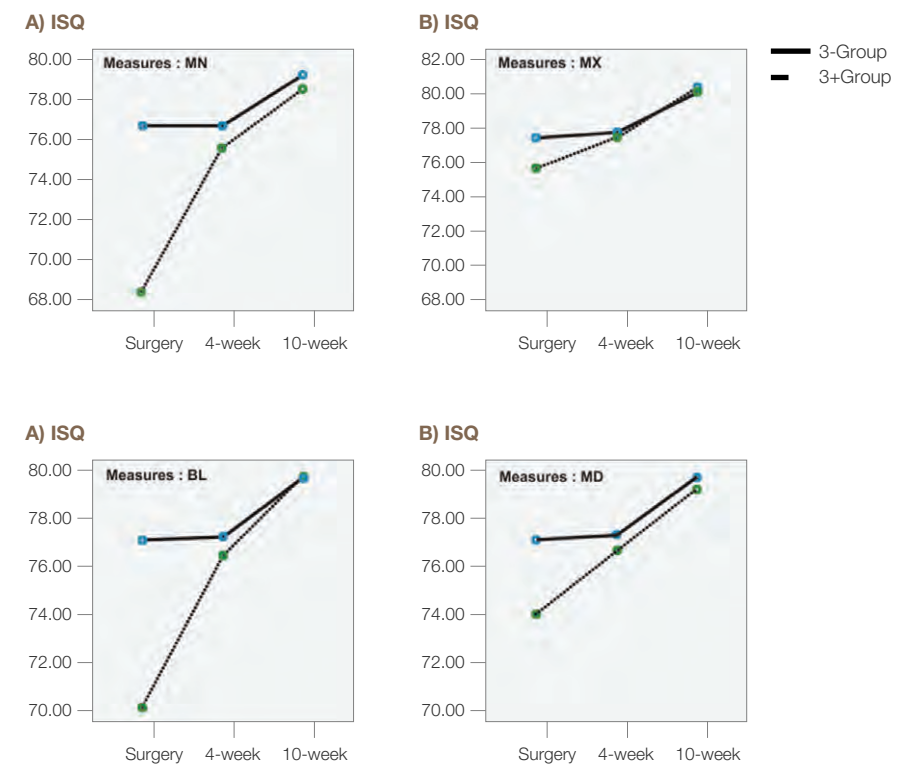 A) ISQ
Measures : MN
80.00
78.00
76.00
74.00
72.00
70.00
68.00
Surgery 4-week 10-week
B) ISQ
Measures : MX
82.00
80.00
78.00
76.00
74.00
72.00
70.00
68.00
Surgery 4-week 10-week
3-Group
3+Group
A) ISQ
Measures : BL
80.00
78.00
76.00
74.00
72.00
70.00
Surgery 4-week 10-week
B) ISQ
Measures : MD
80.00
78.00
76.00
74.00
72.00
70.00
Surgery 4-week 10-week